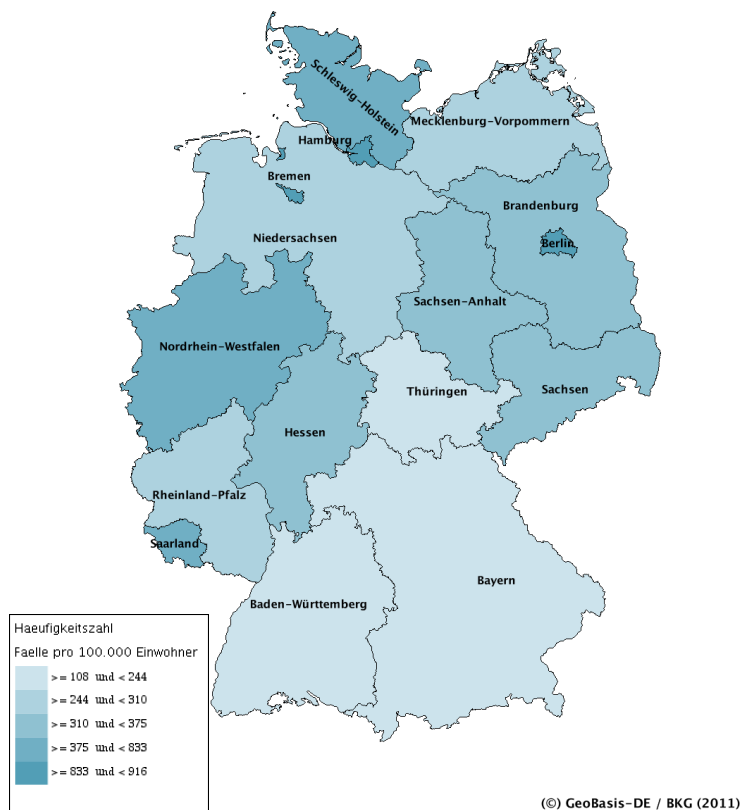 Schleswig-Holstein
Mecklenburg-Vorpommern
Hamburg
Bremen
Brandenburg
Niedersachsen
Berlin
Sachsen-Anhalt
Nordrhein-Westfalen
Thüringen
Sachsen
Hessen
Rheinland-Pfalz
Saarland
Bayern
Baden-Württemberg
Haeufigkeitszahl
Faelle pro 100.000 Einwohner
>= 108 und < 244
>= 244 und < 310
>= 310 und < 375
>= 375 und < 833
>= 833 und < 916
(©) GeoBasis-DE / BKG (2011)